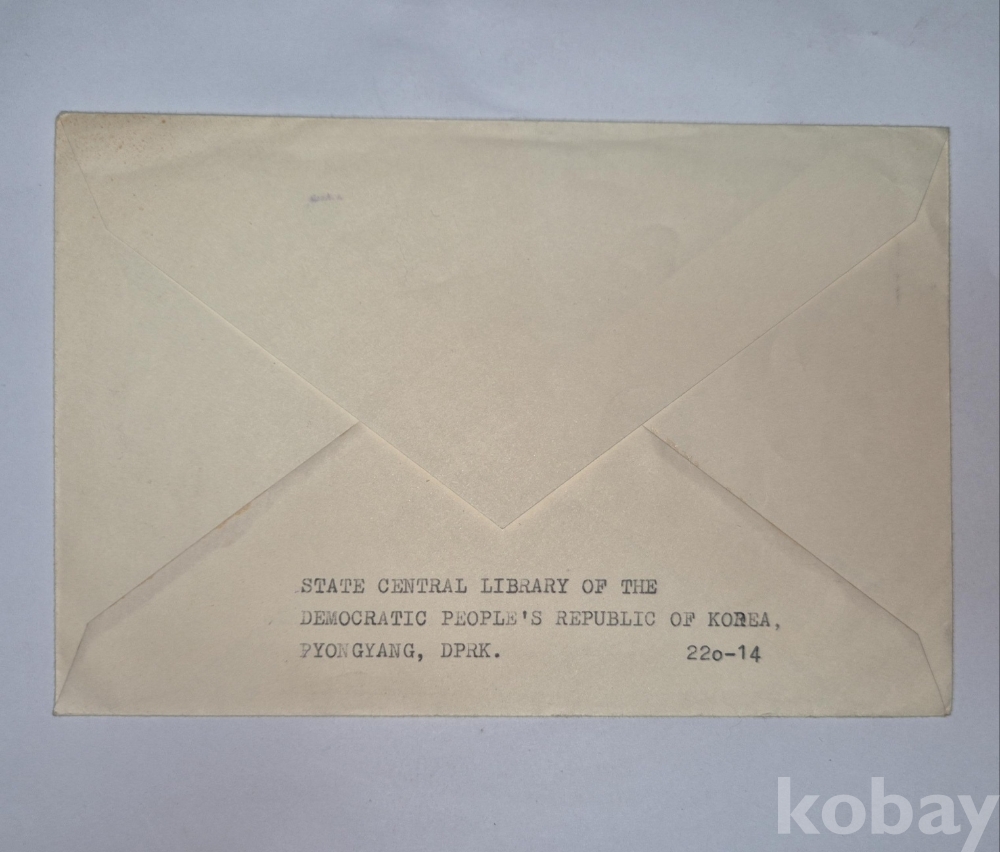 STATE CENTRAL LIBRARY OF THE
DEMOCRATIC PEOPLE'S REPUBLIC OF KOREA,
PYONGYANG, DPRK. 22o-14
kobay